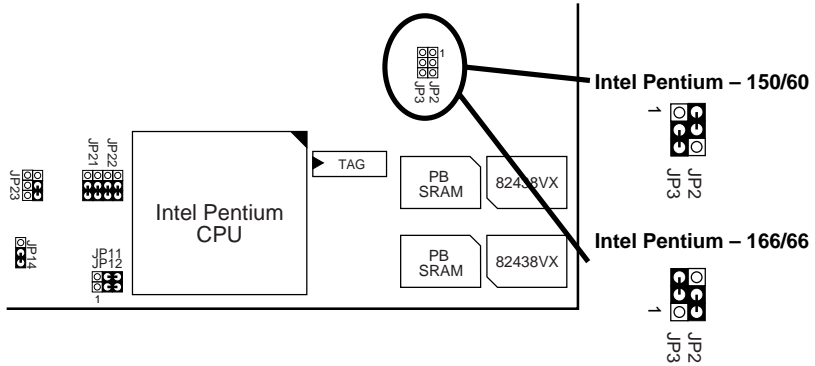 1
JP3
JP2
Intel Pentium – 150/60
1
JP3
JP2
JP21
JP22
TAG
JP23
PB
SRAM
82438VX
Intel Pentium
CPU
Intel Pentium – 166/66
JP14
JP11
JP12
1
PB
SRAM
82438VX
1
JP3
JP2